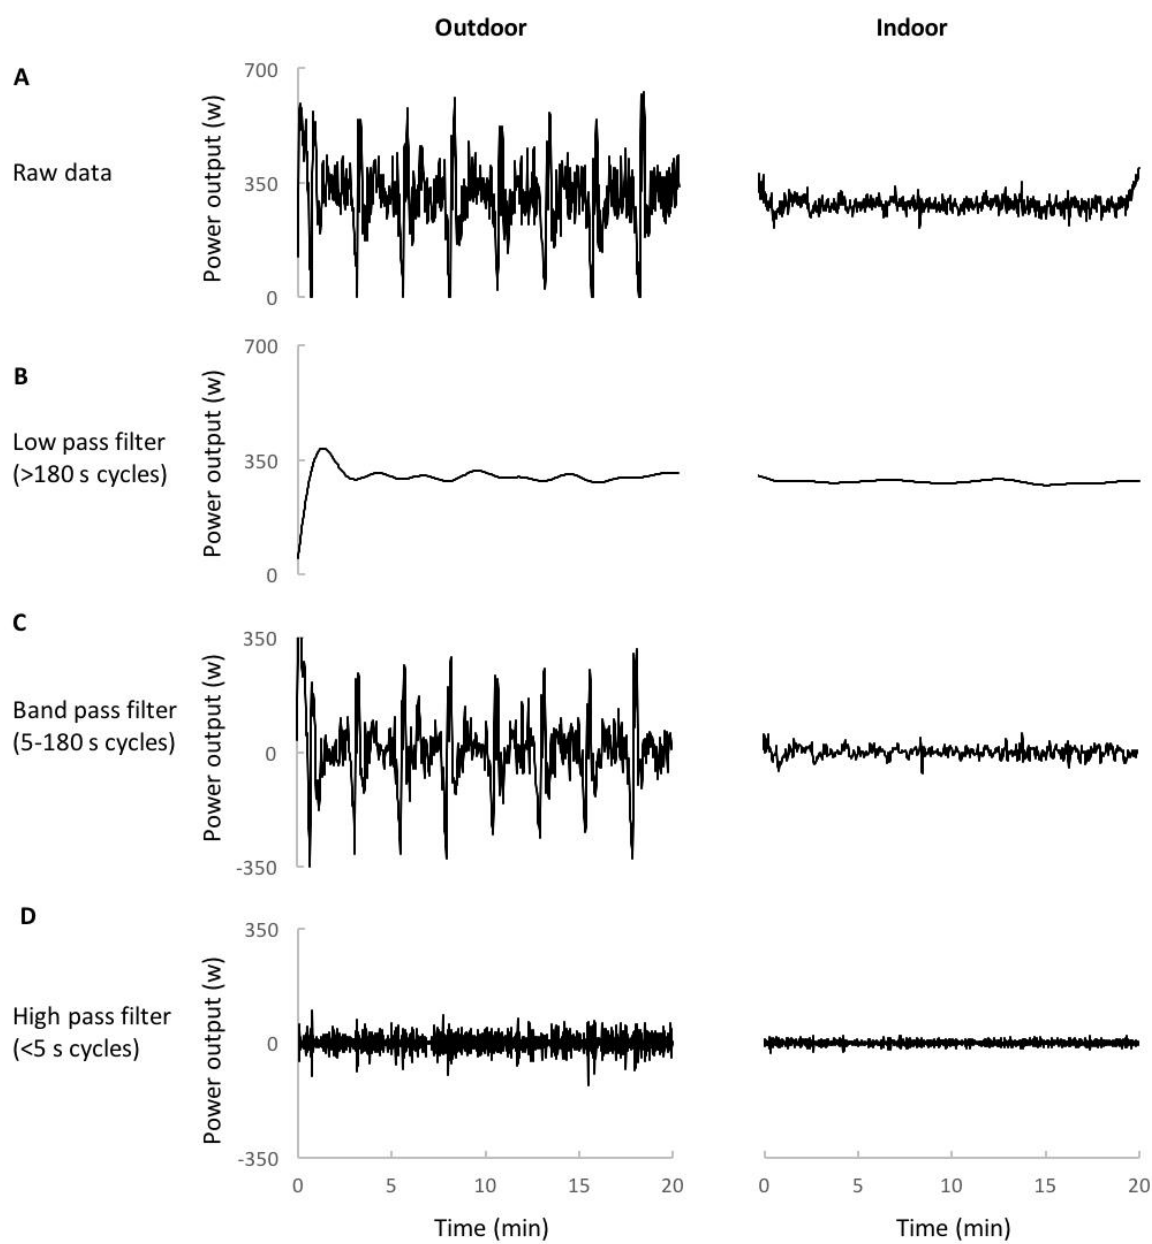 Outdoor Indoor
A
Raw data
Power output (w)
700
350
0
B
Low pass filter
(>180 s cycles)
Power output (w)
700
350
0
C
Band pass filter
(5-180 s cycles)
Power output (w)
350
0
-350
D
High pass filter
(<5 s cycles)
Power output (w)
350
0
-350
0 5 10 15 20 0 5 10 15 20
Time (min) Time (min)